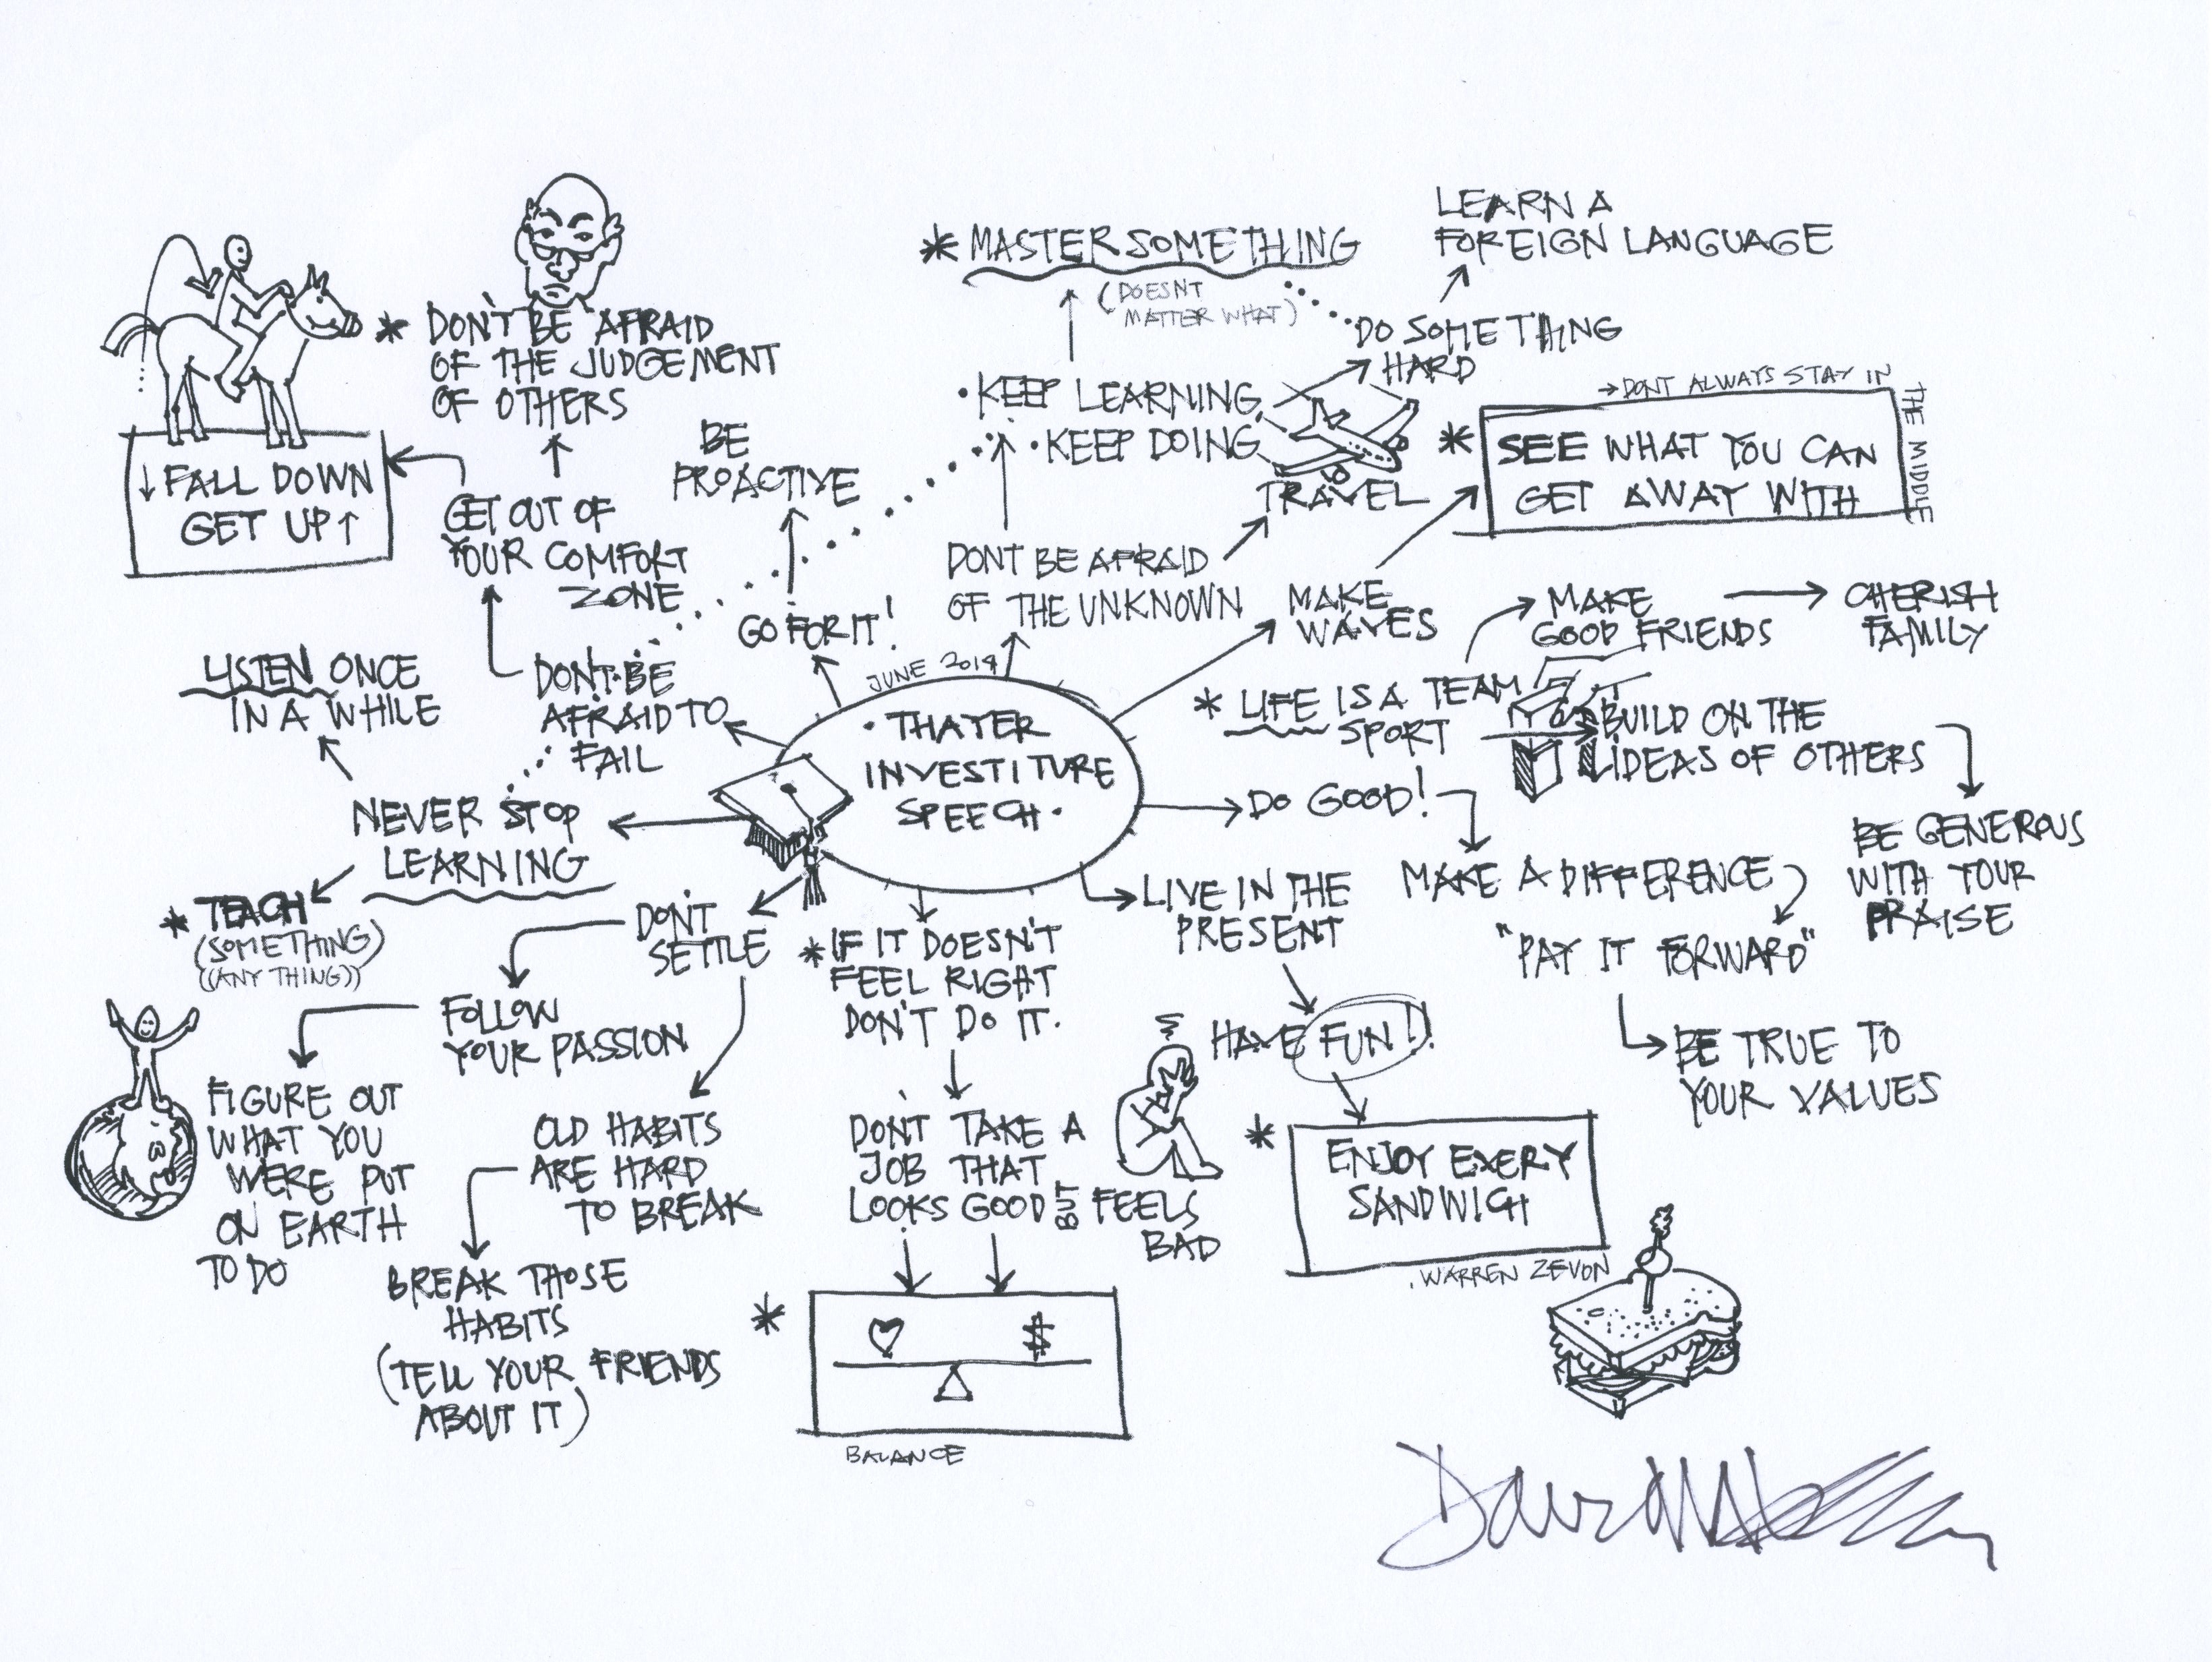 JUNE 2014
· THAYER
INVESTITURE
SPEECH ·
DON'T BE
AFRAID TO
FAIL
GET OUT OF
YOUR COMFORT
ZONE
* DON'T BE AFRAID
OF THE JUDGEMENT
OF OTHERS
↓ FALL DOWN
GET UP ↑
GO FOR IT!
BE
PROACTIVE
DONT BE AFRAID
OF THE UNKNOWN
· KEEP LEARNING
· KEEP DOING
* MASTER SOMETHING
(DOESNT
MATTER WHAT)
DO SOMETHING
HARD
LEARN A
FOREIGN LANGUAGE
TRAVEL
MAKE
WAVES
→ DONT ALWAYS STAY IN
THE MIDDLE
* SEE WHAT YOU CAN
GET AWAY WITH
* LIFE IS A TEAM
SPORT
MAKE
GOOD FRIENDS
CHERISH
FAMILY
BUILD ON THE
IDEAS OF OTHERS
BE GENEROUS
WITH YOUR
PRAISE
DO GOOD!
MAKE A DIFFERENCE
"PAY IT FORWARD"
BE TRUE TO
YOUR VALUES
LIVE IN THE
PRESENT
HAVE FUN!!
* ENJOY EVERY
SANDWICH
. WARREN ZEVON
* IF IT DOESN'T
FEEL RIGHT
DON'T DO IT.
DON'T TAKE A
JOB THAT
LOOKS GOOD BUT FEELS
BAD
* ♡ $
BALANCE
DON'T
SETTLE
FOLLOW
YOUR PASSION
FIGURE OUT
WHAT YOU
WERE PUT
ON EARTH
TO DO
OLD HABITS
ARE HARD
TO BREAK
BREAK THOSE
HABITS
(TELL YOUR FRIENDS
ABOUT IT)
NEVER STOP
LEARNING
LISTEN ONCE
IN A WHILE
* TEACH
(SOMETHING)
((ANY THING))